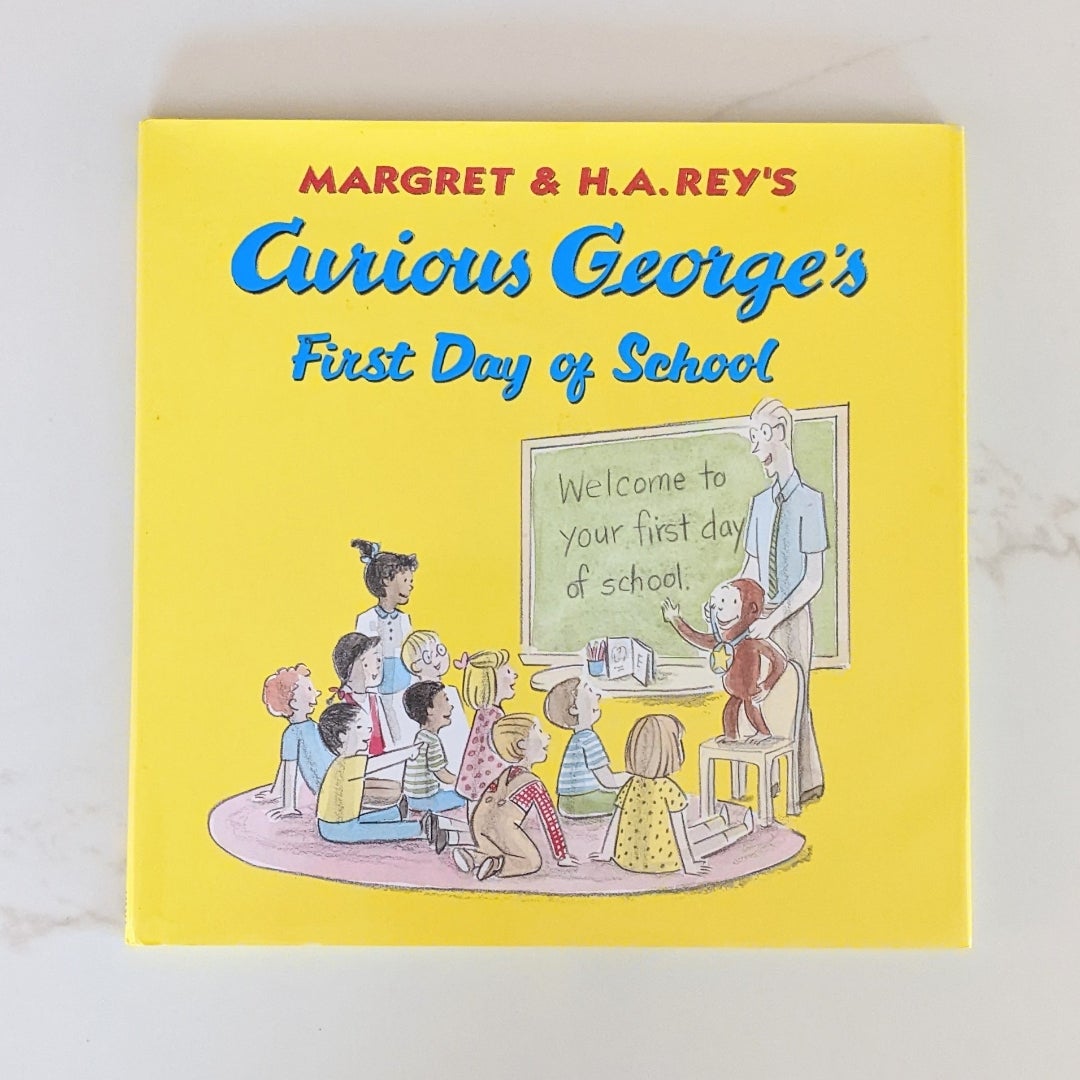 MARGRET & H.A.REY'S
Curious George's
First Day of School
Welcome to
your first day
of school.